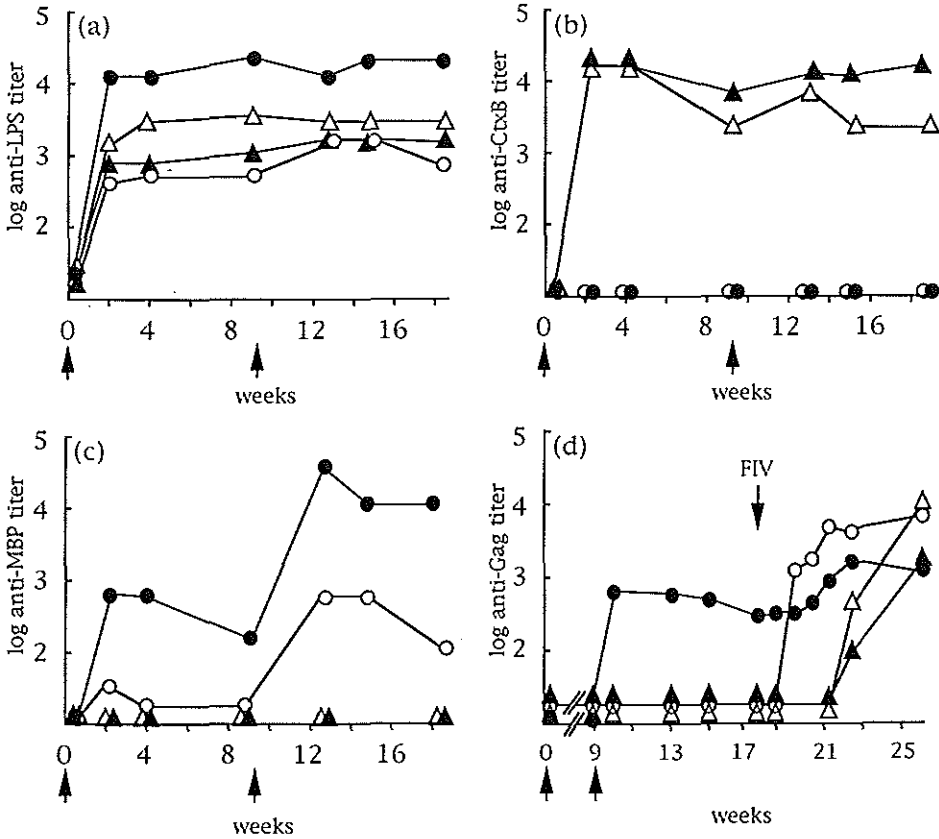 (a)
log anti-LPS titer
5
4
3
2
0 4 8 12 16
weeks
(b)
log anti-CtxB titer
5
4
3
2
0 4 8 12 16
weeks
(c)
log anti-MBP titer
5
4
3
2
0 4 8 12 16
weeks
(d)
log anti-Gag titer
5
4
3
2
FIV
0 9 13 17 21 25
weeks